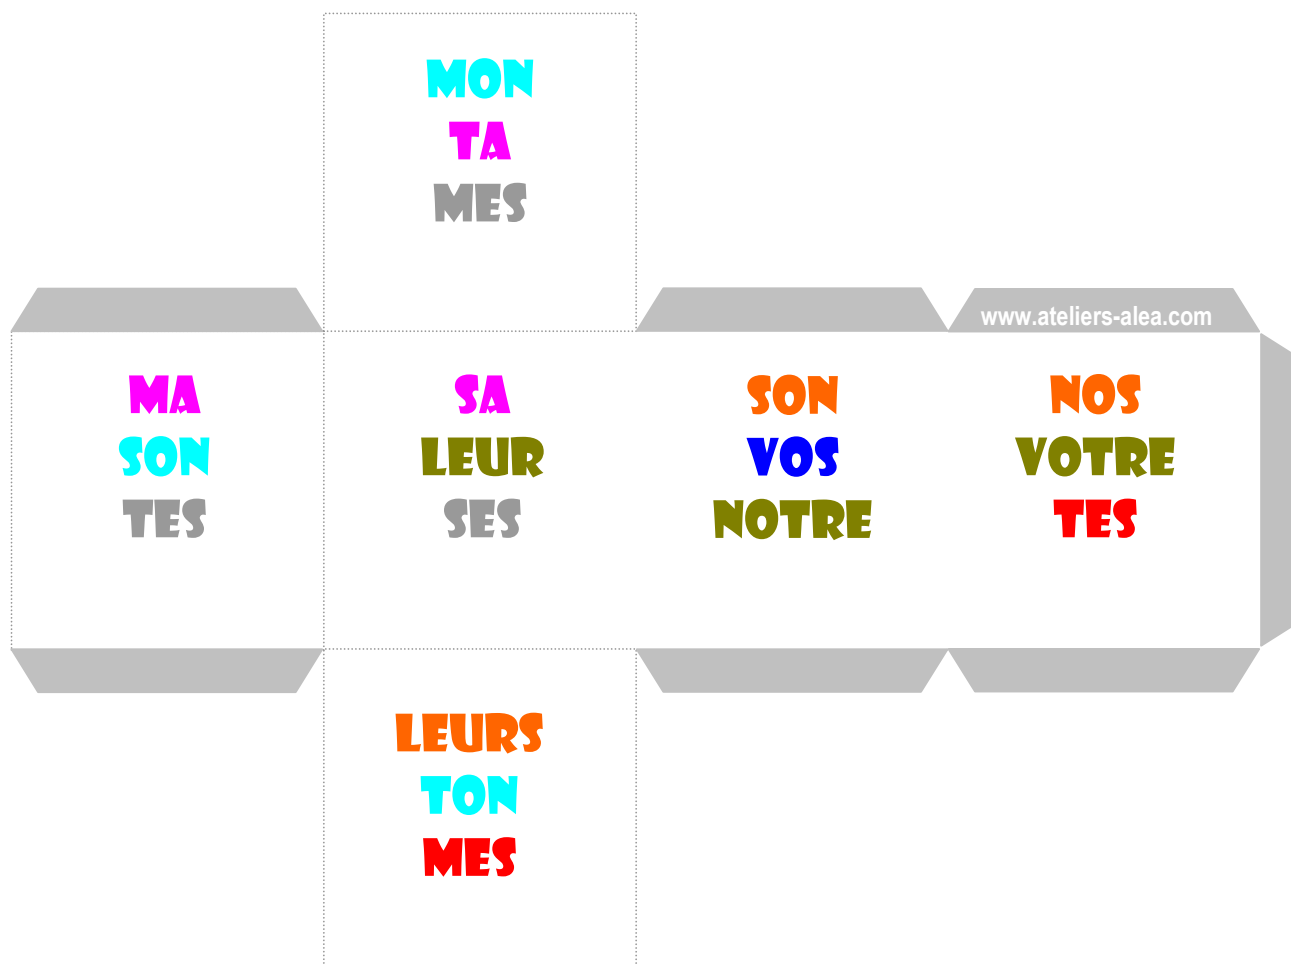 MON
TA
MES
www.ateliers-alea.com
MA
SON
TES
SA
LEUR
SES
SON
VOS
NOTRE
NOS
VOTRE
TES
LEURS
TON
MES